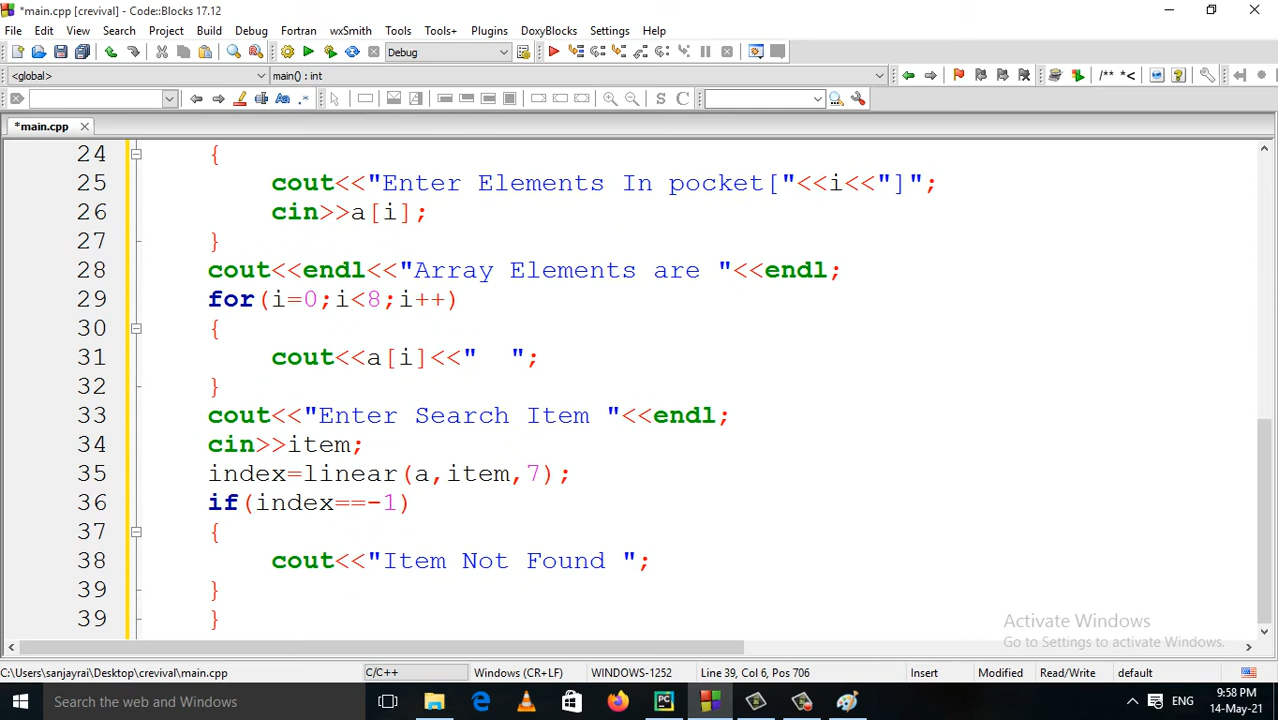 *main.cpp [crevival] - Code::Blocks 17.12
File Edit View Search Project Build Debug Fortran wxSmith Tools Tools+ Plugins DoxyBlocks Settings Help
Debug
<global> main() : int /** *<
S C
*main.cpp
24 {
25 cout<<"Enter Elements In pocket["<<i<<"]";
26 cin>>a[i];
27 }
28 cout<<endl<<"Array Elements are "<<endl;
29 for(i=0;i<8;i++)
30 {
31 cout<<a[i]<<"  ";
32 }
33 cout<<"Enter Search Item "<<endl;
34 cin>>item;
35 index=linear(a,item,7);
36 if(index==-1)
37 {
38 cout<<"Item Not Found ";
39 }
39 }
Activate Windows
Go to Settings to activate Windows.
C:\Users\sanjayrai\Desktop\crevival\main.cpp C/C++ Windows (CR+LF) WINDOWS-1252 Line 39, Col 6, Pos 706 Insert Modified Read/Write default
Search the web and Windows ENG 9:58 PM
14-May-21